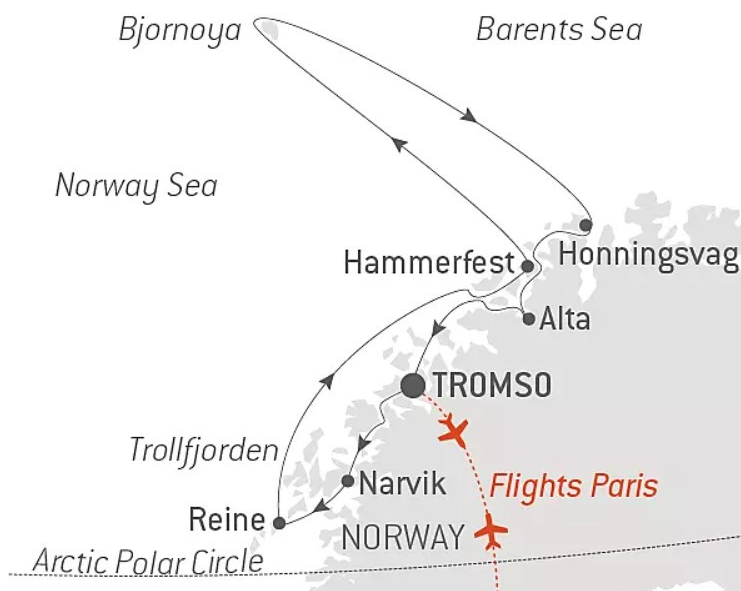 Bjornoya
Barents Sea
Norway Sea
Hammerfest
Honningsvag
Alta
TROMSO
Trollfjorden
Narvik
Flights Paris
Reine
NORWAY
Arctic Polar Circle